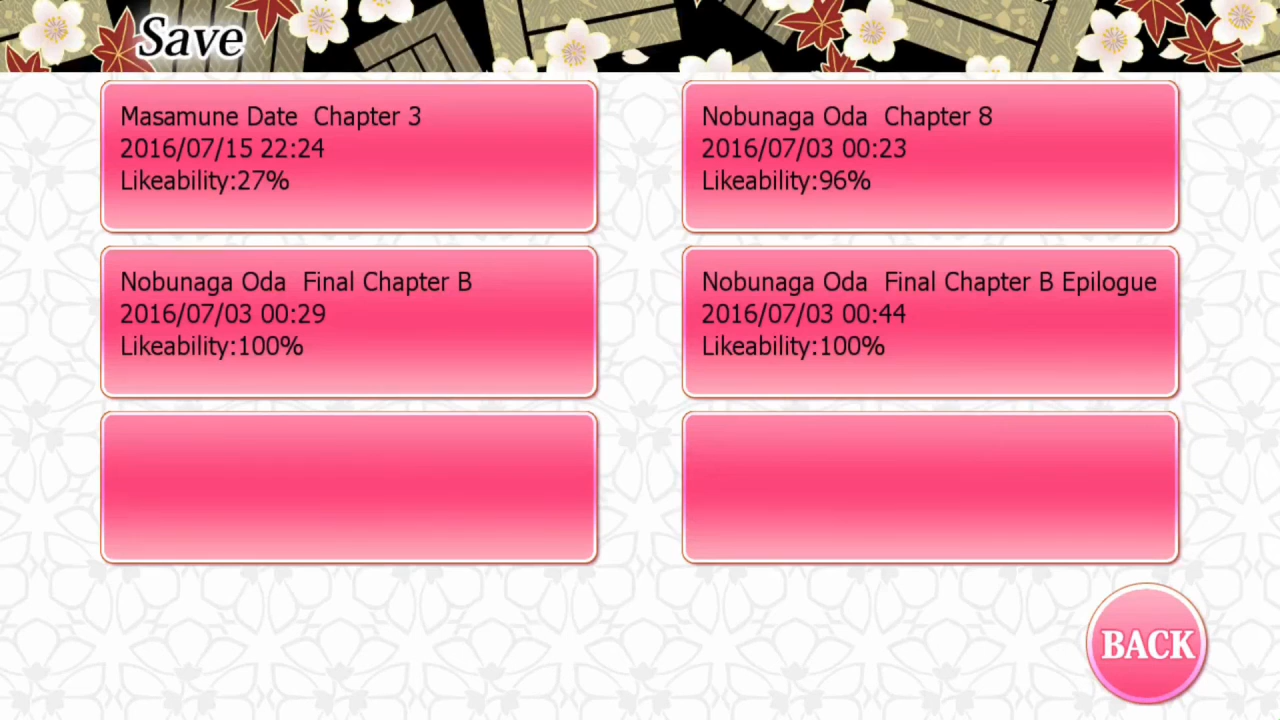 Save
Masamune Date  Chapter 3
2016/07/15 22:24
Likeability:27%
Nobunaga Oda  Chapter 8
2016/07/03 00:23
Likeability:96%
Nobunaga Oda  Final Chapter B
2016/07/03 00:29
Likeability:100%
Nobunaga Oda  Final Chapter B Epilogue
2016/07/03 00:44
Likeability:100%
BACK